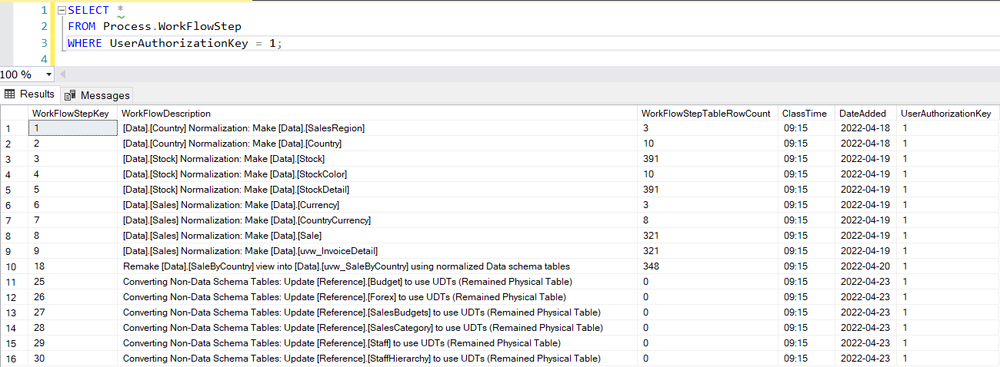 1 SELECT *
2 FROM Process.WorkFlowStep
3 WHERE UserAuthorizationKey = 1;
4
100 %
Results Messages
WorkFlowStepKey WorkFlowDescription WorkFlowStepTableRowCount ClassTime DateAdded UserAuthorizationKey
1 1 [Data].[Country] Normalization: Make [Data].[SalesRegion] 3 09:15 2022-04-18 1
2 2 [Data].[Country] Normalization: Make [Data].[Country] 10 09:15 2022-04-18 1
3 3 [Data].[Stock] Normalization: Make [Data].[Stock] 391 09:15 2022-04-19 1
4 4 [Data].[Stock] Normalization: Make [Data].[StockColor] 10 09:15 2022-04-19 1
5 5 [Data].[Stock] Normalization: Make [Data].[StockDetail] 391 09:15 2022-04-19 1
6 6 [Data].[Sales] Normalization: Make [Data].[Currency] 3 09:15 2022-04-19 1
7 7 [Data].[Sales] Normalization: Make [Data].[CountryCurrency] 8 09:15 2022-04-19 1
8 8 [Data].[Sales] Normalization: Make [Data].[Sale] 321 09:15 2022-04-19 1
9 9 [Data].[Sales] Normalization: Make [Data].[uvw_InvoiceDetail] 321 09:15 2022-04-19 1
10 18 Remake [Data].[SaleByCountry] view into [Data].[uvw_SaleByCountry] using normalized Data schema tables 348 09:15 2022-04-20 1
11 25 Converting Non-Data Schema Tables: Update [Reference].[Budget] to use UDTs (Remained Physical Table) 0 09:15 2022-04-23 1
12 26 Converting Non-Data Schema Tables: Update [Reference].[Forex] to use UDTs (Remained Physical Table) 0 09:15 2022-04-23 1
13 27 Converting Non-Data Schema Tables: Update [Reference].[SalesBudgets] to use UDTs (Remained Physical Table) 0 09:15 2022-04-23 1
14 28 Converting Non-Data Schema Tables: Update [Reference].[SalesCategory] to use UDTs (Remained Physical Table) 0 09:15 2022-04-23 1
15 29 Converting Non-Data Schema Tables: Update [Reference].[Staff] to use UDTs (Remained Physical Table) 0 09:15 2022-04-23 1
16 30 Converting Non-Data Schema Tables: Update [Reference].[StaffHierarchy] to use UDTs (Remained Physical Table) 0 09:15 2022-04-23 1